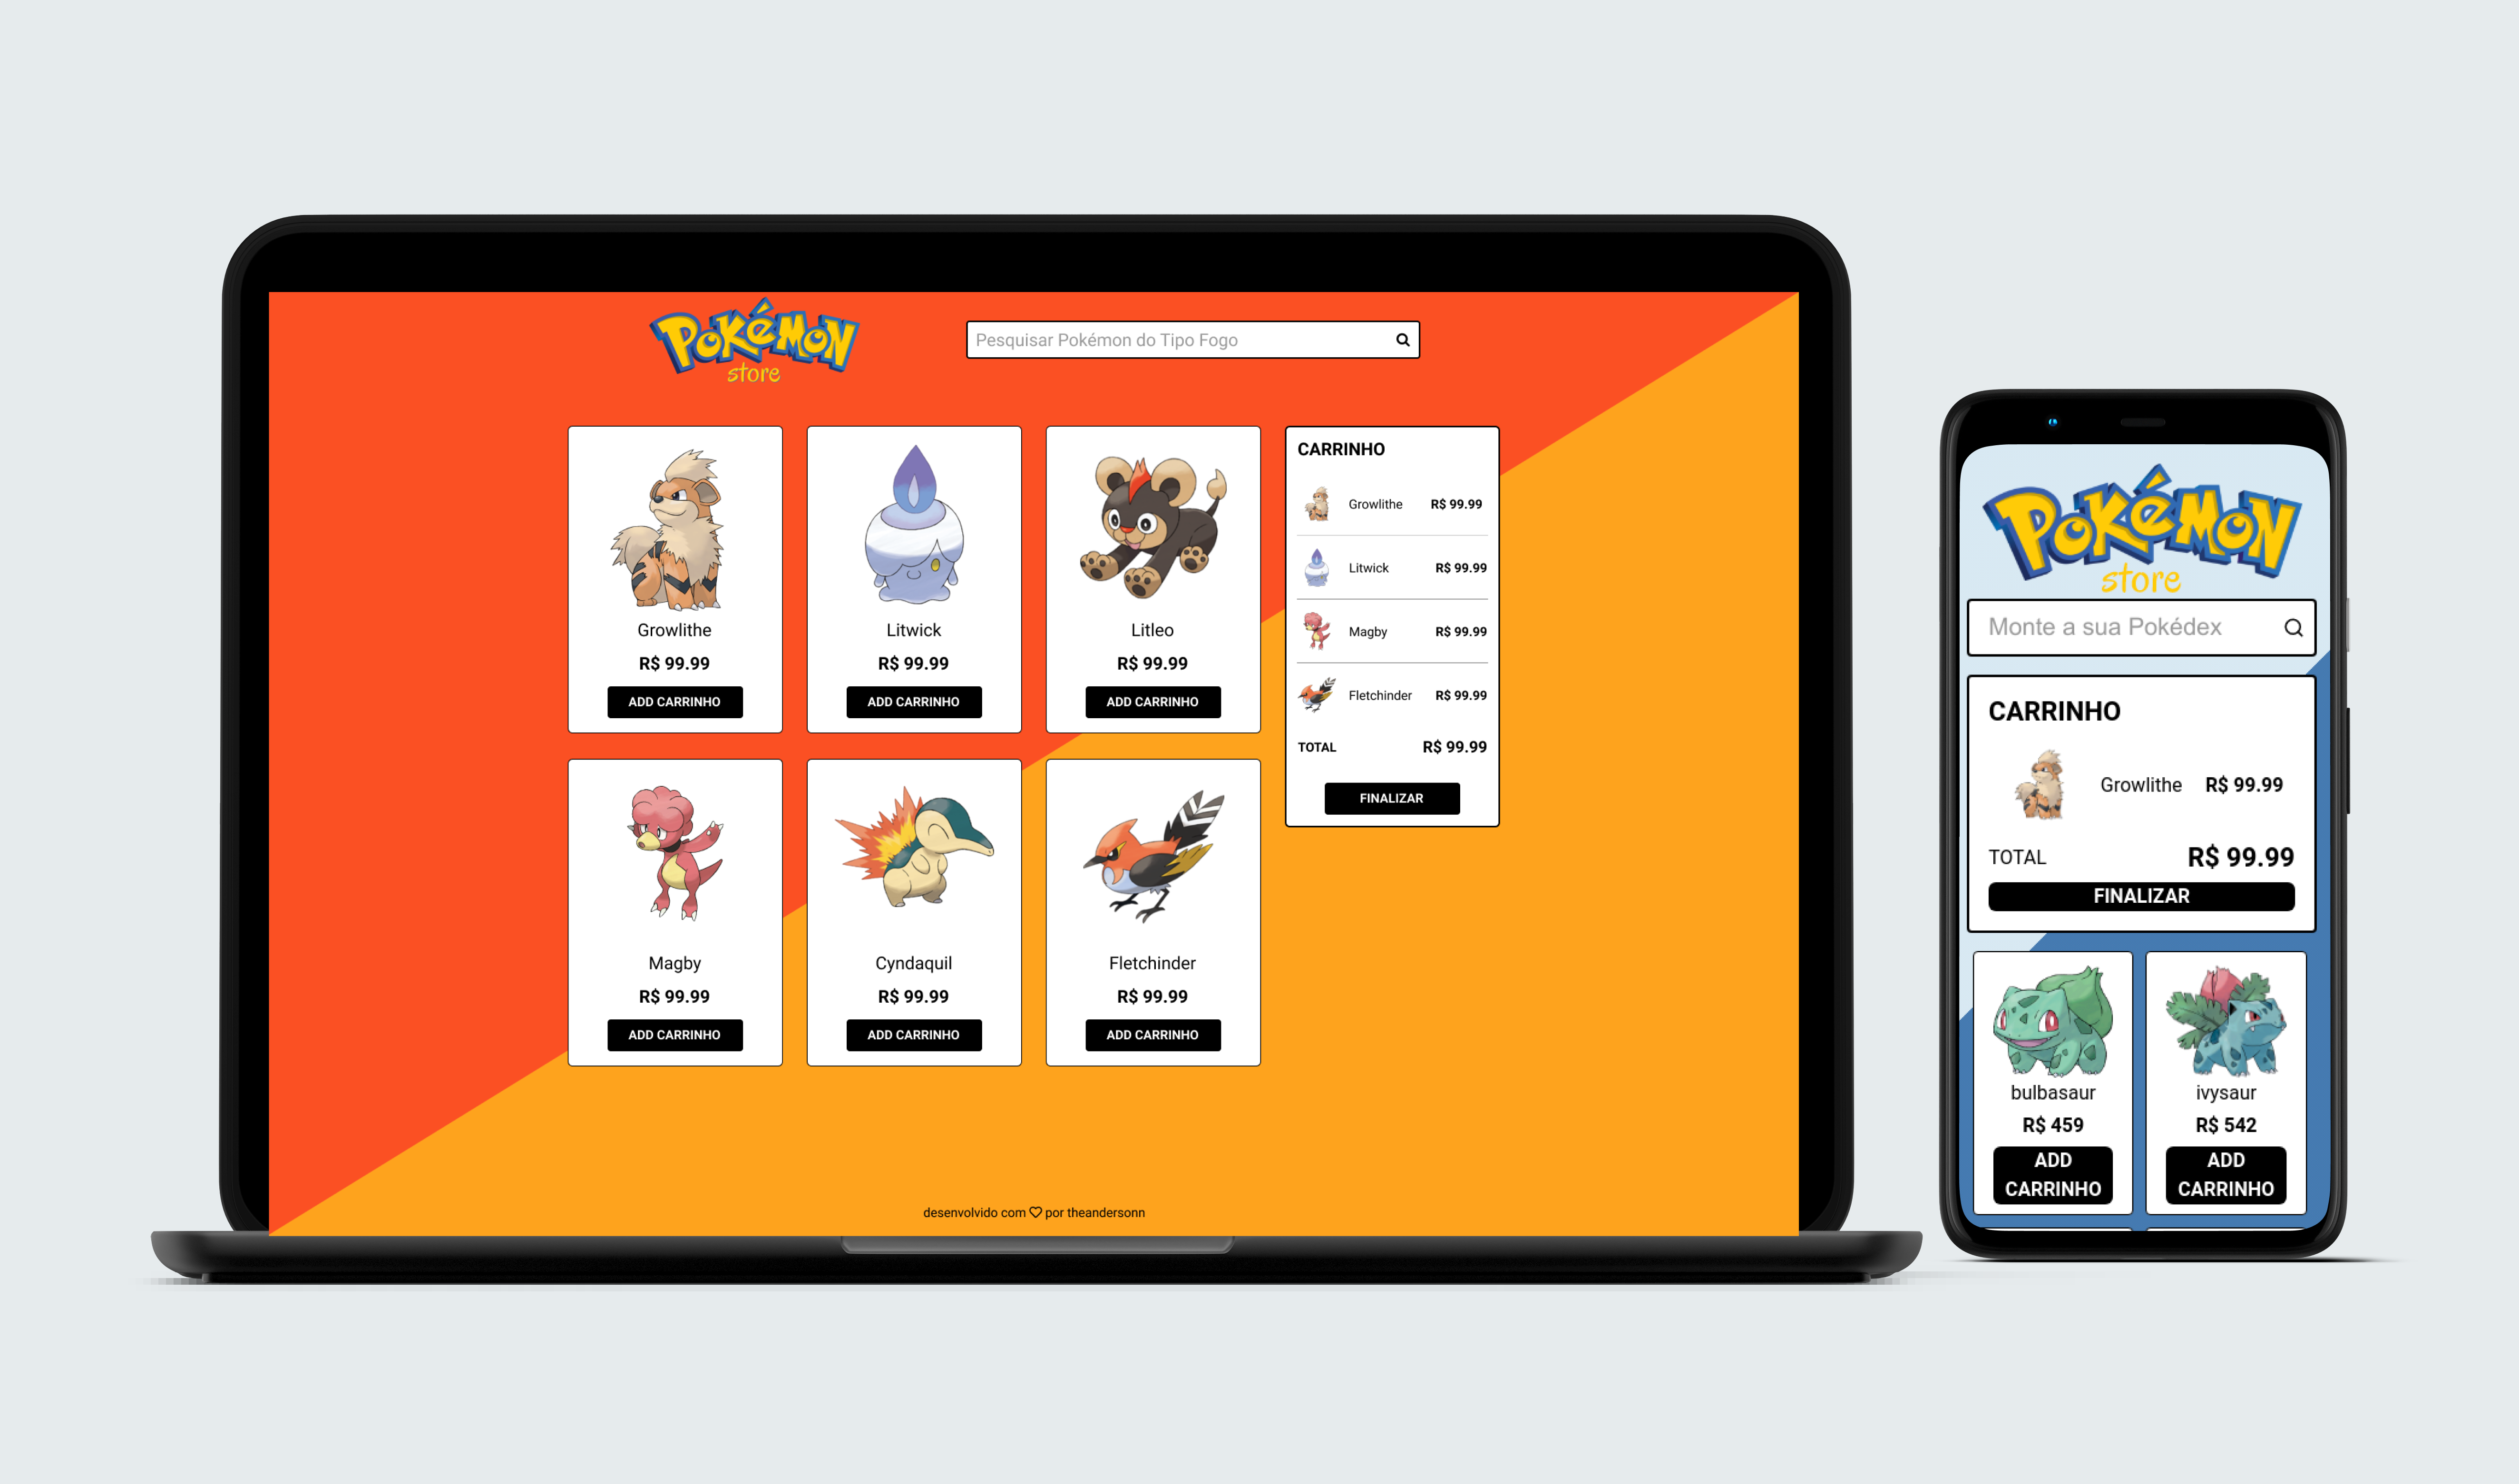 POKéMON
store
Pesquisar Pokémon do Tipo Fogo
Growlithe
R$ 99.99
ADD CARRINHO
Litwick
R$ 99.99
ADD CARRINHO
Litleo
R$ 99.99
ADD CARRINHO
Magby
R$ 99.99
ADD CARRINHO
Cyndaquil
R$ 99.99
ADD CARRINHO
Fletchinder
R$ 99.99
ADD CARRINHO
CARRINHO
Growlithe R$ 99.99
Litwick R$ 99.99
Magby R$ 99.99
Fletchinder R$ 99.99
TOTAL R$ 99.99
FINALIZAR
desenvolvido com ♡ por theandersonn
POKéMON
store
Monte a sua Pokédex
CARRINHO
Growlithe R$ 99.99
TOTAL R$ 99.99
FINALIZAR
bulbasaur
R$ 459
ADD
CARRINHO
ivysaur
R$ 542
ADD
CARRINHO